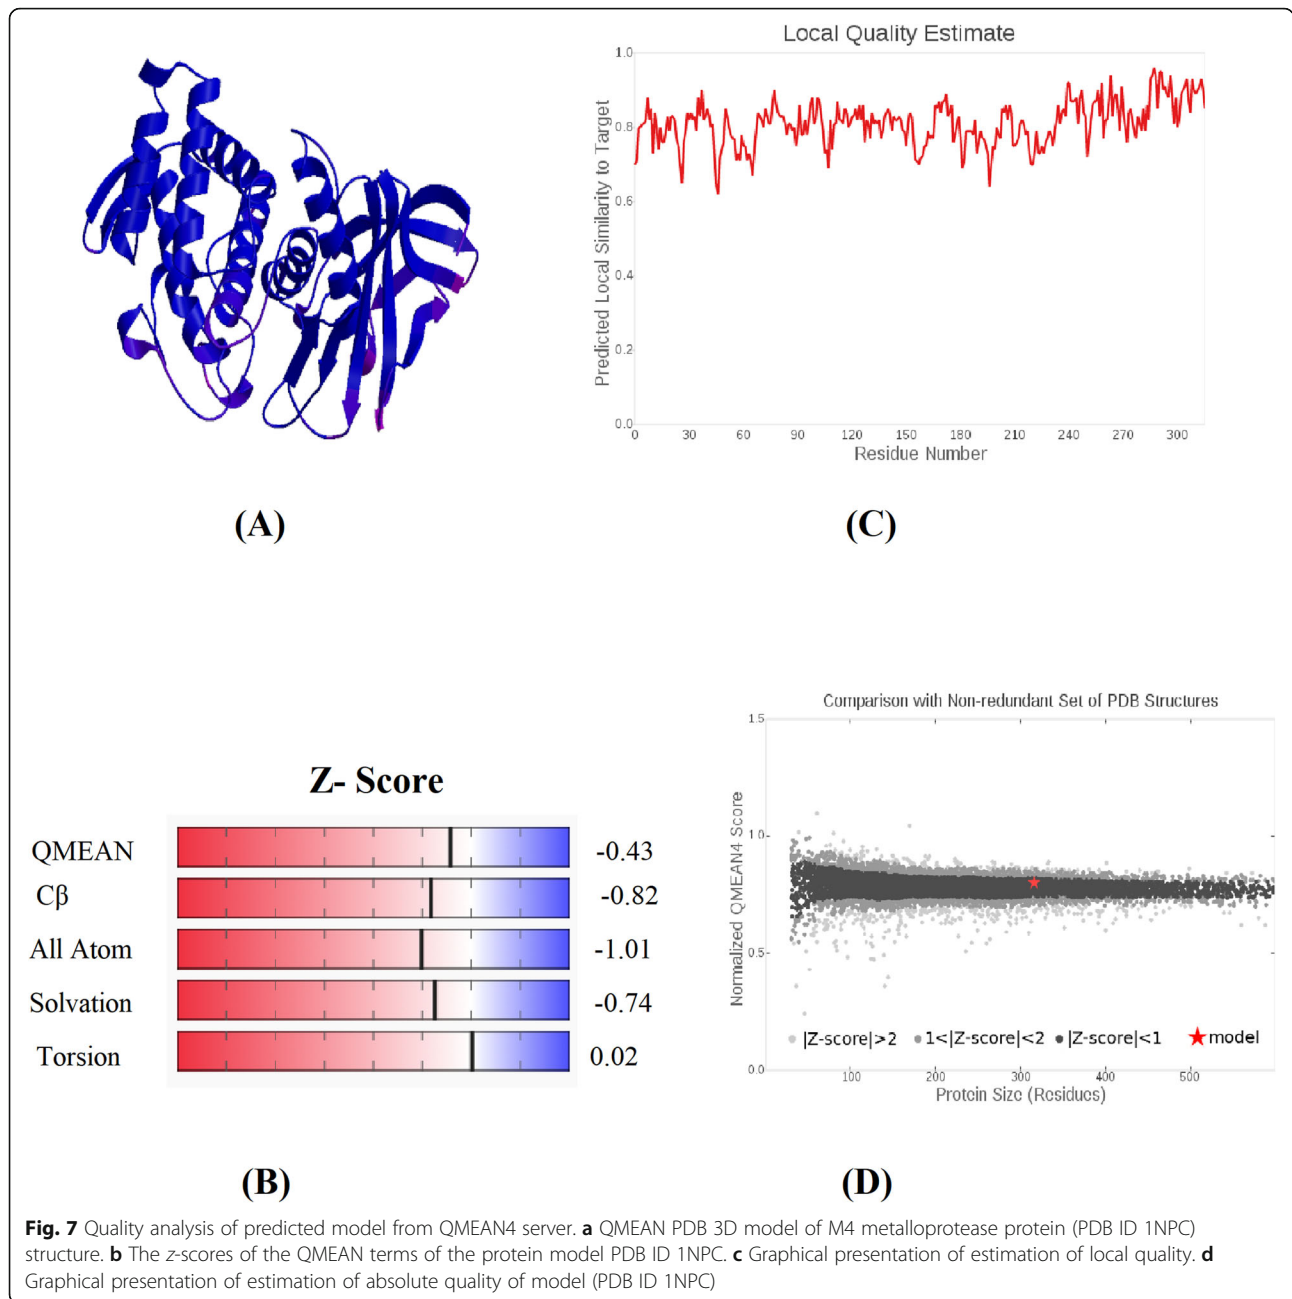 Local Quality Estimate
Predicted Local Similarity to Target
1.0
0.8
0.6
0.4
0.2
0.0
0 30 60 90 120 150 180 210 240 270 300
Residue Number
(A)
(C)
Z- Score
QMEAN -0.43
Cβ -0.82
All Atom -1.01
Solvation -0.74
Torsion 0.02
(B)
Comparison with Non-redundant Set of PDB Structures
Normalized QMEAN4 Score
1.5
1.0
0.5
0.0
|Z-score|>2 1<|Z-score|<2 |Z-score|<1 model
100 200 300 400 500
Protein Size (Residues)
(D)
Fig. 7 Quality analysis of predicted model from QMEAN4 server. a QMEAN PDB 3D model of M4 metalloprotease protein (PDB ID 1NPC)
structure. b The z-scores of the QMEAN terms of the protein model PDB ID 1NPC. c Graphical presentation of estimation of local quality. d
Graphical presentation of estimation of absolute quality of model (PDB ID 1NPC)